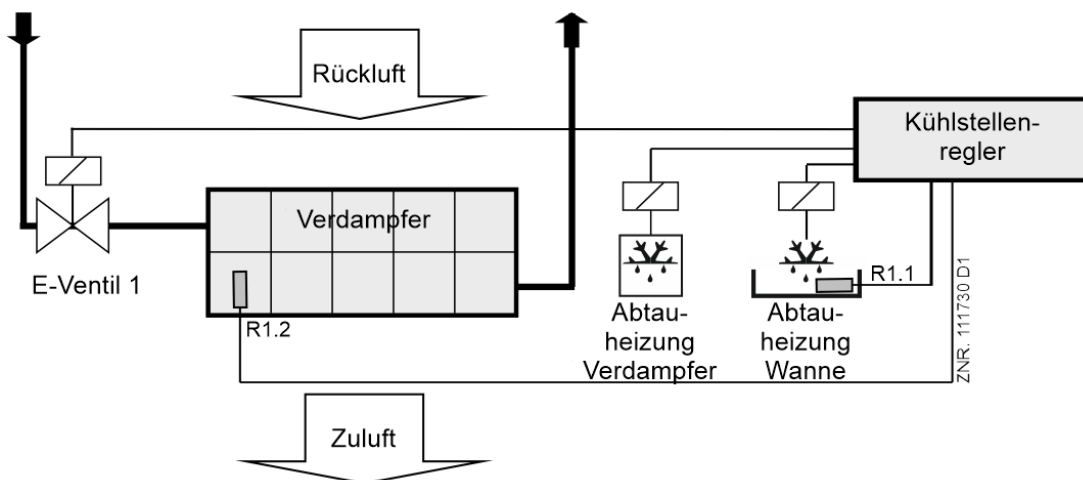 Rückluft
Kühlstellen-
regler
Verdampfer
E-Ventil 1
R1.1
R1.2
Abtau-
heizung
Verdampfer
Abtau-
heizung
Wanne
ZNR. 111730 D1
Zuluft